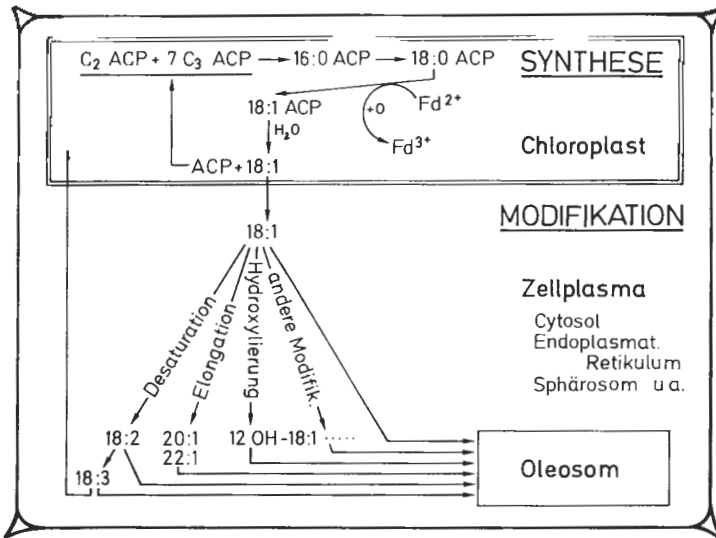 C₂ ACP + 7 C₃ ACP → 16:0 ACP → 18:0 ACP
SYNTHESE
18:1 ACP
+O
Fd²⁺
H₂O
Fd³⁺
Chloroplast
ACP + 18:1
MODIFIKATION
18:1
Desaturation
Elongation
Hydroxylierung
andere Modifik.
Zellplasma
Cytosol
Endoplasmat.
Retikulum
Sphärosom u a.
18:2 20:1 12 OH-18:1 ·····
22:1
18:3
Oleosom